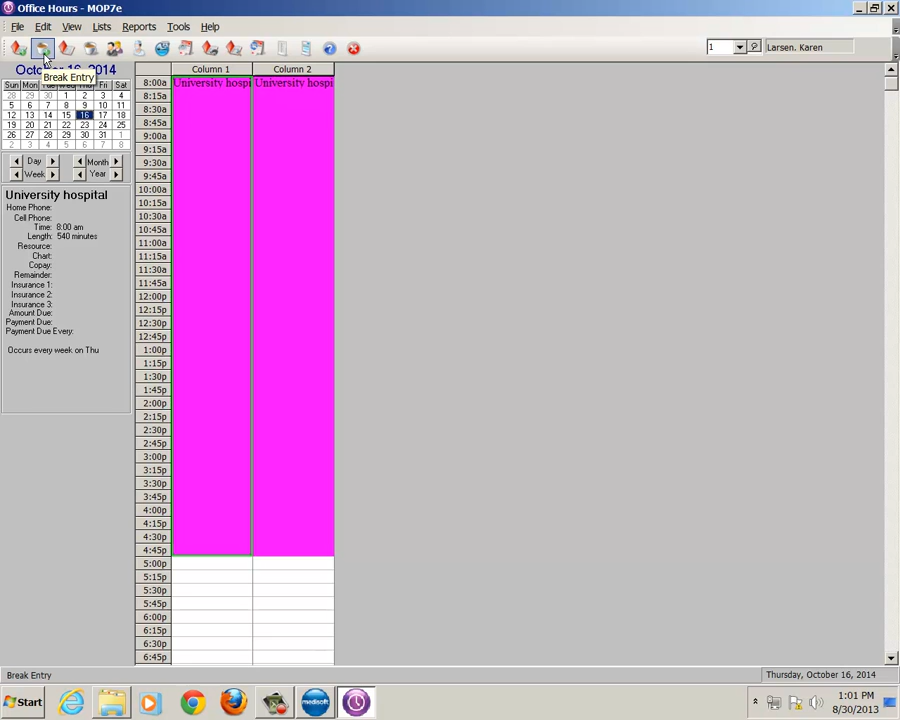 Office Hours - MOP7e
File Edit View Lists Reports Tools Help
1 Larsen. Karen
October 16, 2014
Break Entry
Sun Mon Tue Wed Thu Fri Sat
28 29 30 1 2 3 4
5 6 7 8 9 10 11
12 13 14 15 16 17 18
19 20 21 22 23 24 25
26 27 28 29 30 31 1
2 3 4 5 6 7 8
Day Month
Week Year
University hospital
Home Phone:
Cell Phone:
Time: 8:00 am
Length: 540 minutes
Resource:
Chart:
Copay:
Remainder:
Insurance 1:
Insurance 2:
Insurance 3:
Amount Due:
Payment Due:
Payment Due Every:
Occurs every week on Thu
Column 1 Column 2
8:00a University hospi University hospi
8:15a
8:30a
8:45a
9:00a
9:15a
9:30a
9:45a
10:00a
10:15a
10:30a
10:45a
11:00a
11:15a
11:30a
11:45a
12:00p
12:15p
12:30p
12:45p
1:00p
1:15p
1:30p
1:45p
2:00p
2:15p
2:30p
2:45p
3:00p
3:15p
3:30p
3:45p
4:00p
4:15p
4:30p
4:45p
5:00p
5:15p
5:30p
5:45p
6:00p
6:15p
6:30p
6:45p
Break Entry Thursday, October 16, 2014
Start medisoft 1:01 PM
8/30/2013